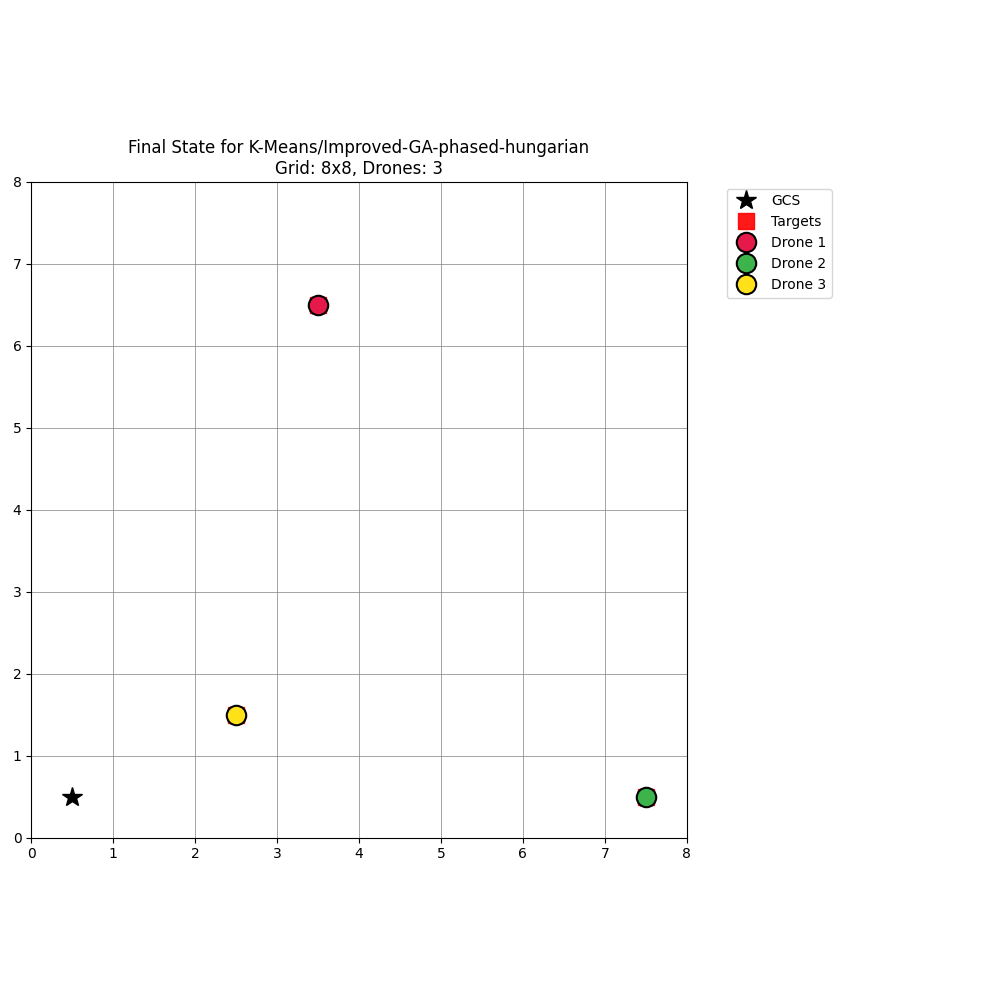 Final State for K-Means/Improved-GA-phased-hungarian
Grid: 8x8, Drones: 3
8
7
6
5
4
3
2
1
0
0 1 2 3 4 5 6 7 8
GCS
Targets
Drone 1
Drone 2
Drone 3